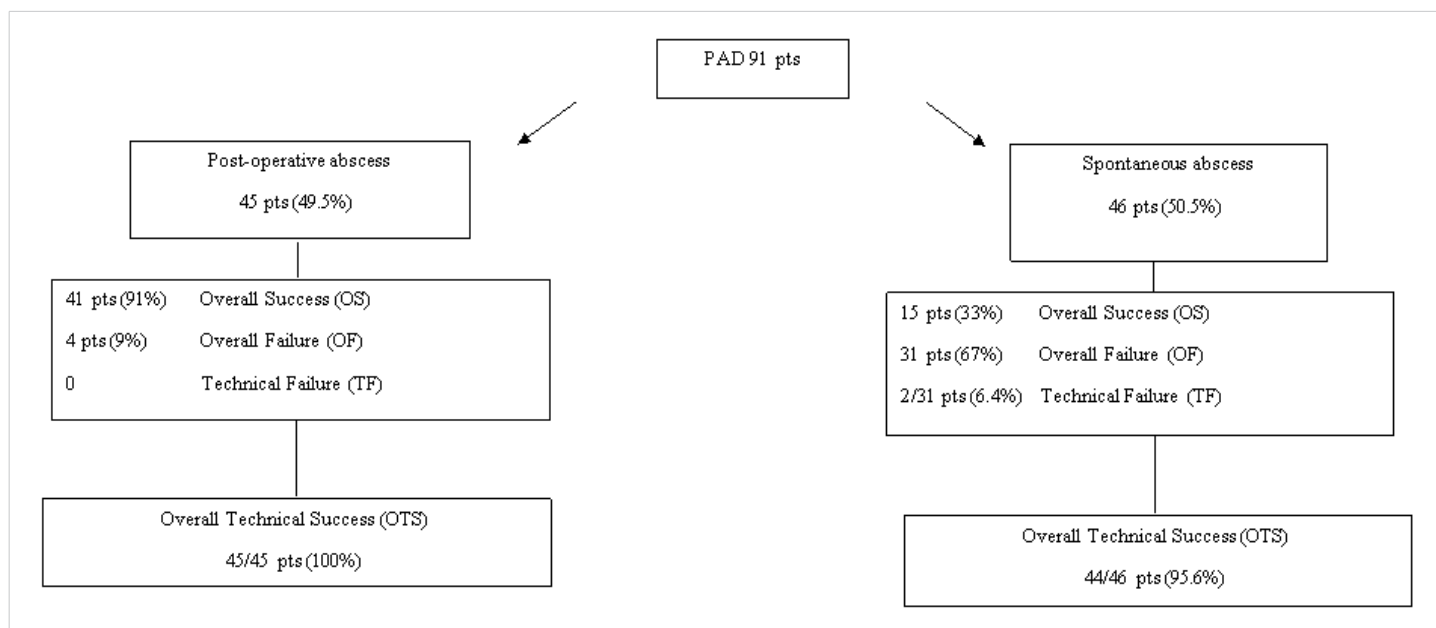 PAD 91 pts
Post-operative abscess
45 pts (49.5%)
41 pts (91%) Overall Success (OS)
4 pts (9%) Overall Failure (OF)
0 Technical Failure (TF)
Overall Technical Success (OTS)
45/45 pts (100%)
Spontaneous abscess
46 pts (50.5%)
15 pts (33%) Overall Success (OS)
31 pts (67%) Overall Failure (OF)
2/31 pts (6.4%) Technical Failure (TF)
Overall Technical Success (OTS)
44/46 pts (95.6%)